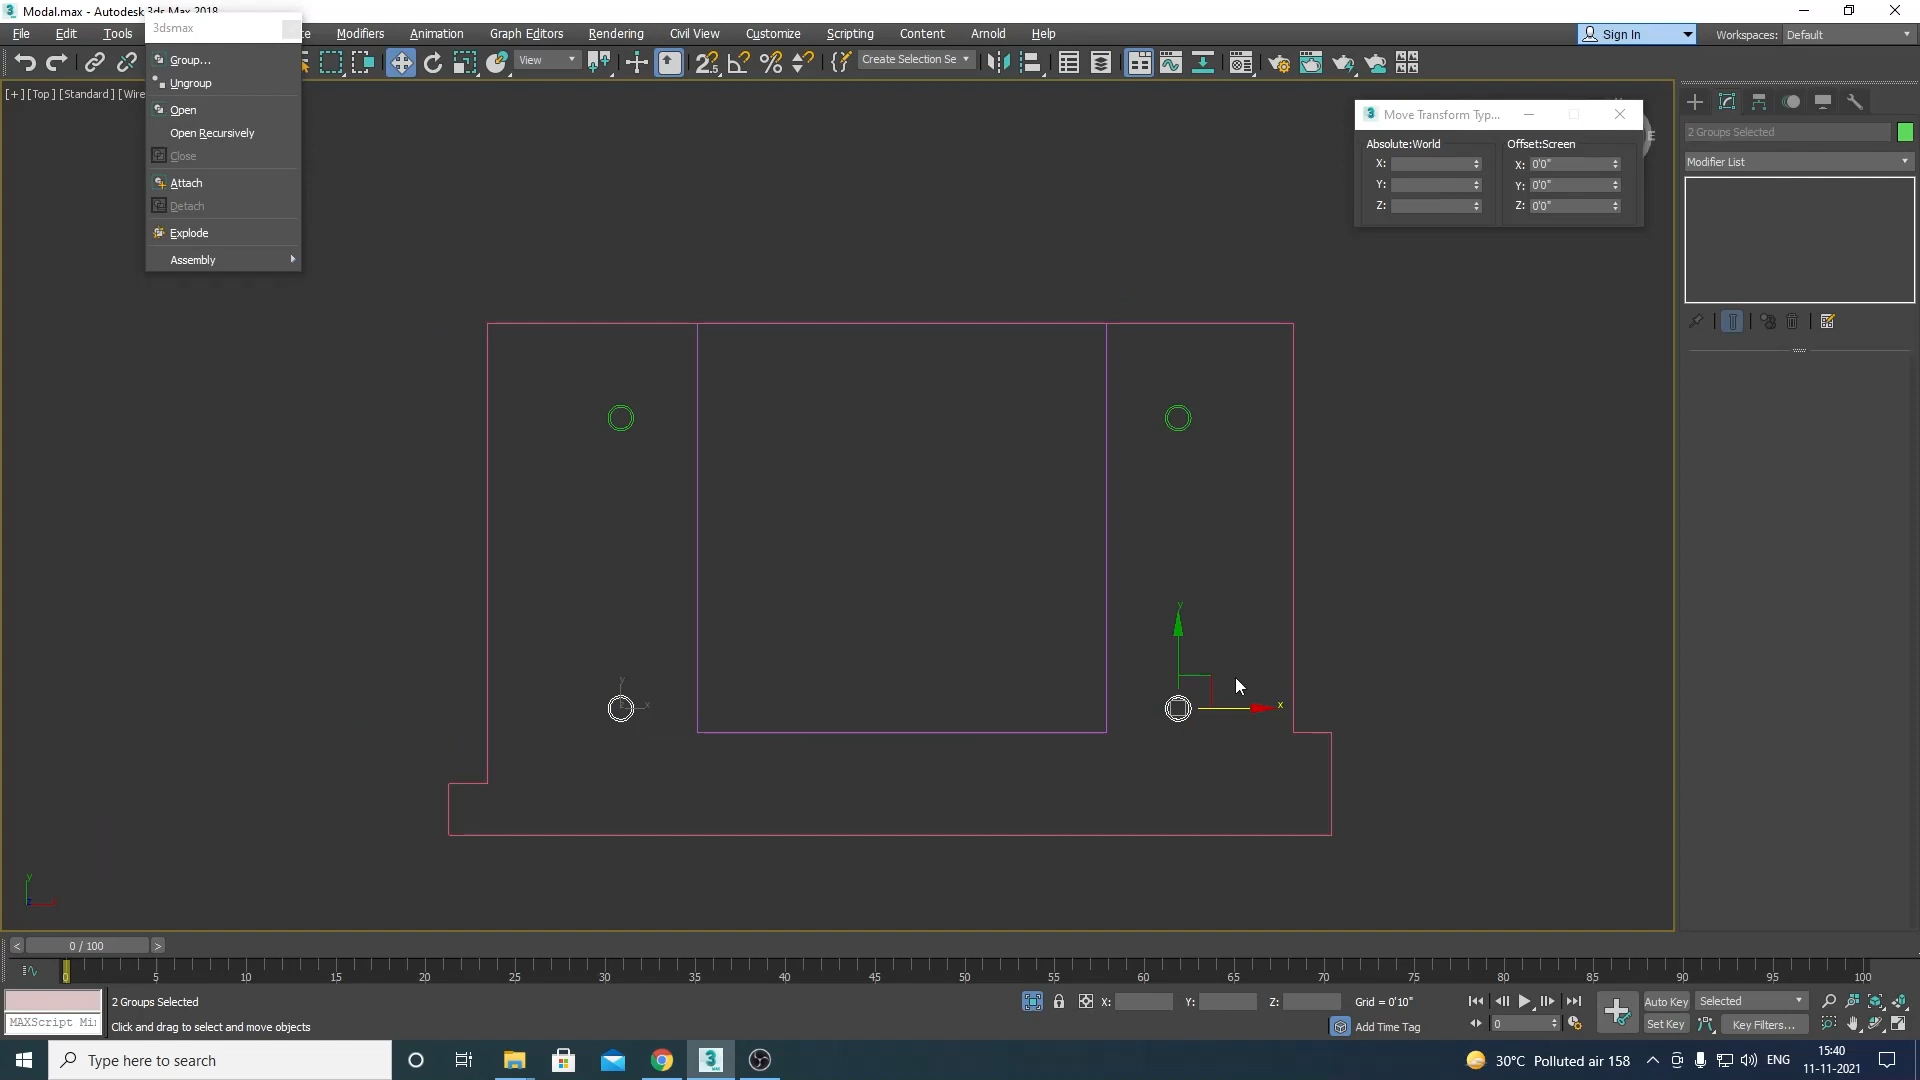 Modal.max - Autodesk 3ds Max 2018
3dsmax
File Edit Tools Modifiers Animation Graph Editors Rendering Civil View Customize Scripting Content Arnold Help Sign In Workspaces: Default
Group...
View Create Selection Se
Ungroup
[+] [Top] [Standard] [Wire
Open
Open Recursively
Close
Attach
Detach
Explode
Assembly
Move Transform Typ...
Absolute:World Offset:Screen
X: X: 0'0"
Y: Y: 0'0"
Z: Z: 0'0"
2 Groups Selected
Modifier List
y
y
x x
y
0 / 100
0 5 10 15 20 25 30 35 40 45 50 55 60 65 70 75 80 85 90 95 100
2 Groups Selected X: Y: Z: Grid = 0'10" Auto Key Selected
MAXScript Mi Click and drag to select and move objects Add Time Tag 0 Set Key Key Filters...
Type here to search 30°C Polluted air 158 ENG 15:40
11-11-2021